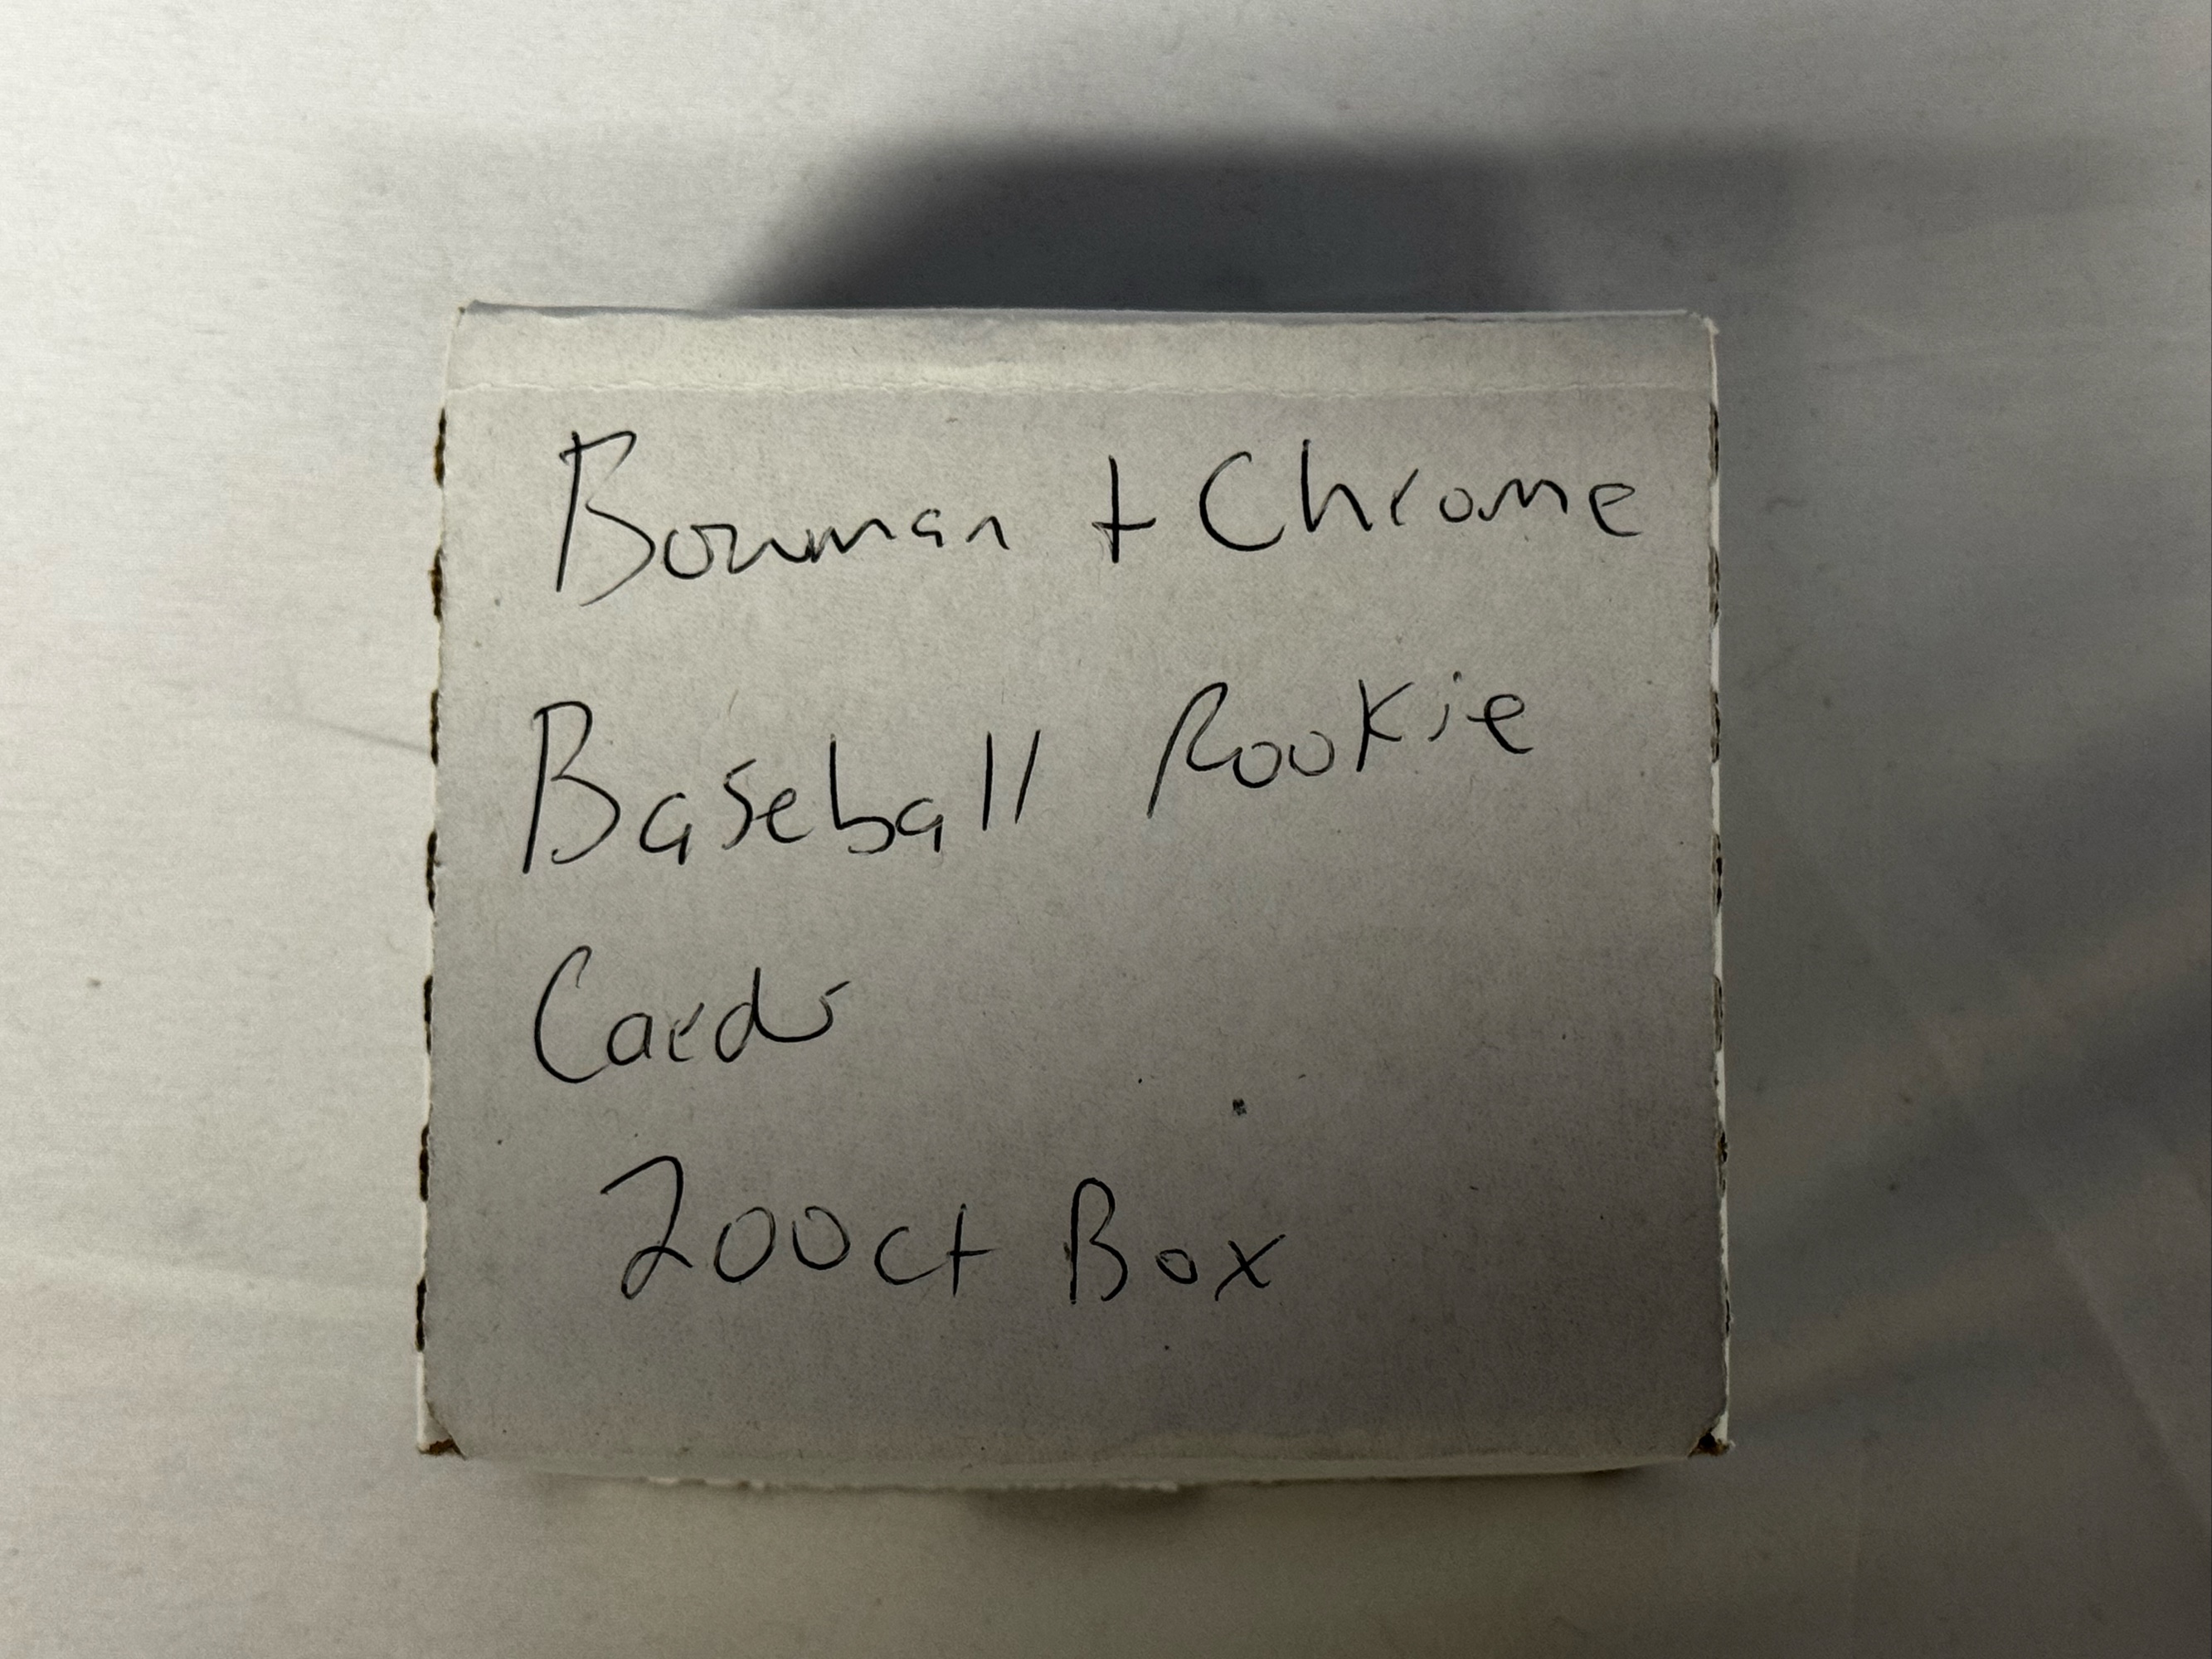 Bowman + Chrome
Baseball Rookie
Cards
200ct Box